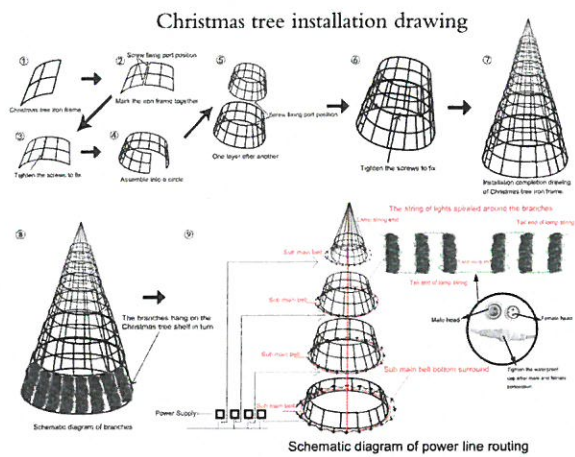 Christmas tree installation drawing
①
Christmas tree iron frame
②
Screw fixing part position
Mark the iron frame together
③
Tighten the screws to fix
④
Assemble into a circle
⑤
Screw fixing part position
One layer after another
⑥
Tighten the screws to fix
⑦
Installation completion drawing
of Christmas tree iron frame.
⑧
The branches hang on the
Christmas tree shelf in turn
Schematic diagram of branches
⑨
Sub main belt
Sub main belt
Sub main belt
Sub main belt
Power Supply
Sub main belt bottom surround
The string of lights spiraled around the branches
Tail end of lamp string
Tail end of lamp string
Male head
Female head
Tighten the waterproof
cap after male and female
Schematic diagram of power line routing